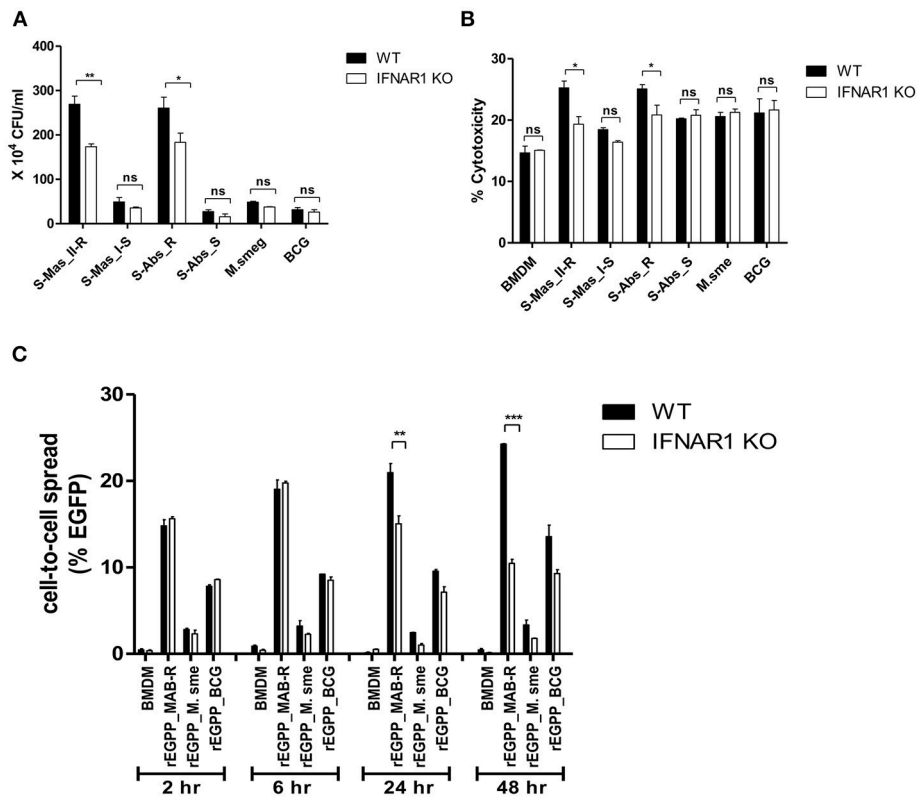 A
400
300
200
100
0
X 10⁴ CFU/ml
** ns * ns ns ns
S-Mas_II-R S-Mas_I-S S-Abs_R S-Abs_S M.smeg BCG
WT
IFNAR1 KO
B
30
20
10
0
% Cytotoxicity
ns * ns * ns ns ns
BMDM S-Mas_II-R S-Mas_I-S S-Abs_R S-Abs_S M.sme BCG
WT
IFNAR1 KO
C
30
20
10
0
cell-to-cell spread
(% EGFP)
** ***
WT
IFNAR1 KO
BMDM rEGPP_MAB-R rEGPP_M. sme rEGPP_BCG BMDM rEGPP_MAB-R rEGPP_M. sme rEGPP_BCG BMDM rEGPP_MAB-R rEGPP_M. sme rEGPP_BCG BMDM rEGPP_MAB-R rEGPP_M. sme rEGPP_BCG
2 hr 6 hr 24 hr 48 hr